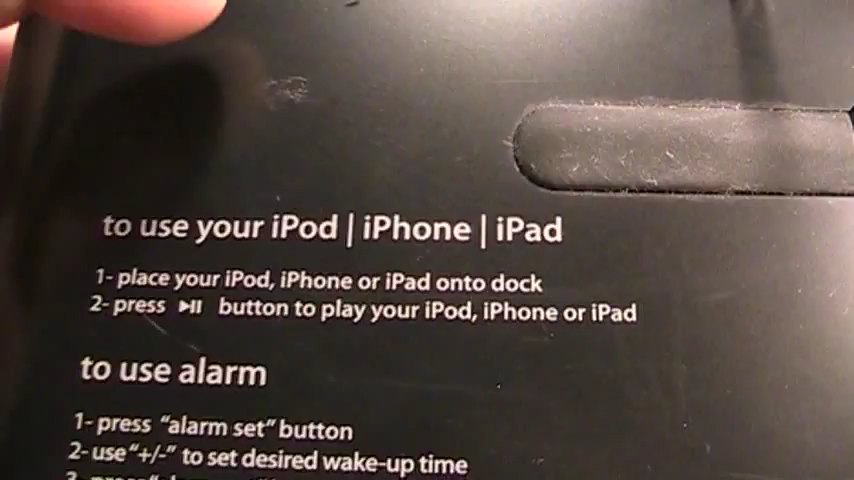 to use your iPod | iPhone | iPad
1- place your iPod, iPhone or iPad onto dock
2- press ▶II button to play your iPod, iPhone or iPad
to use alarm
1- press "alarm set" button
2- use "+/-" to set desired wake-up time
3- press